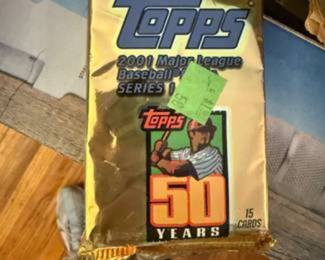 TOPPS
2001 Major League
Baseball
SERIES 1
Topps
50
YEARS
15
CARDS